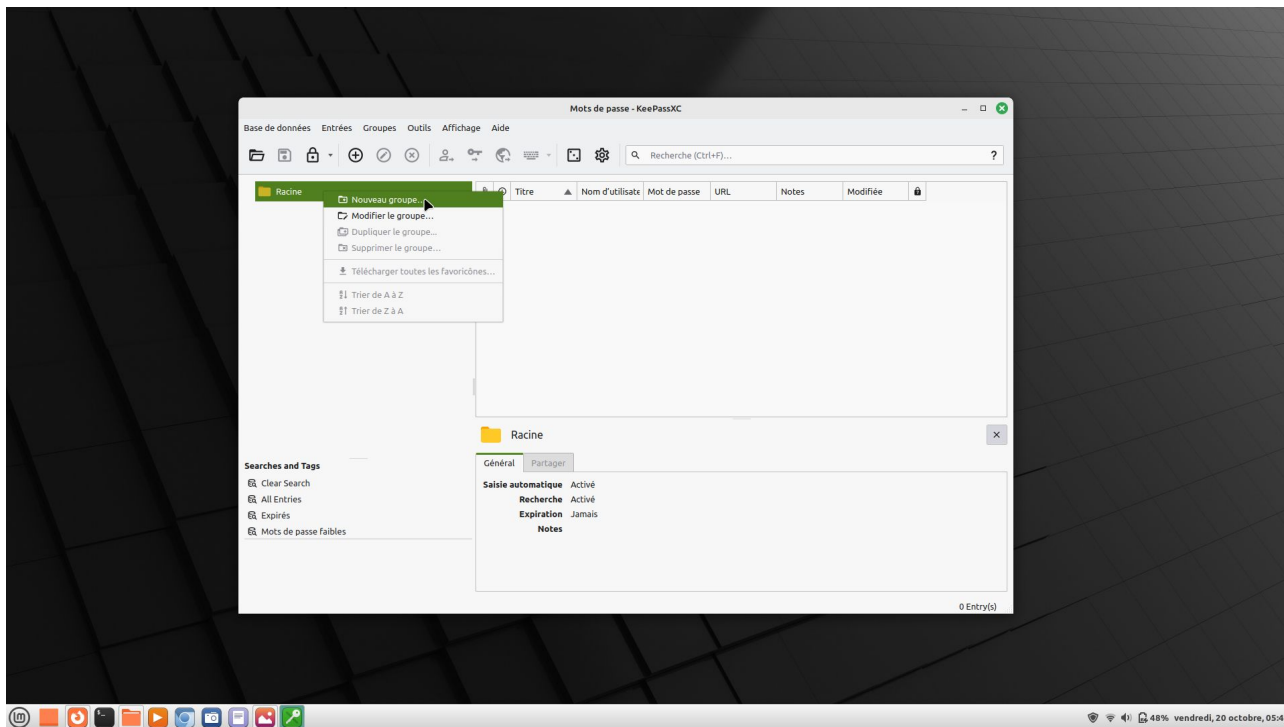 Mots de passe - KeePassXC
Base de données Entrées Groupes Outils Affichage Aide
Recherche (Ctrl+F)... ?
Racine Titre Nom d'utilisate Mot de passe URL Notes Modifiée
Nouveau groupe...
Modifier le groupe...
Dupliquer le groupe...
Supprimer le groupe...
Télécharger toutes les favoricônes...
Trier de A à Z
Trier de Z à A
Racine
Général Partager
Saisie automatique Activé
Recherche Activé
Expiration Jamais
Notes
Searches and Tags
Clear Search
All Entries
Expirés
Mots de passe faibles
0 Entry(s)
48% vendredi, 20 octobre,